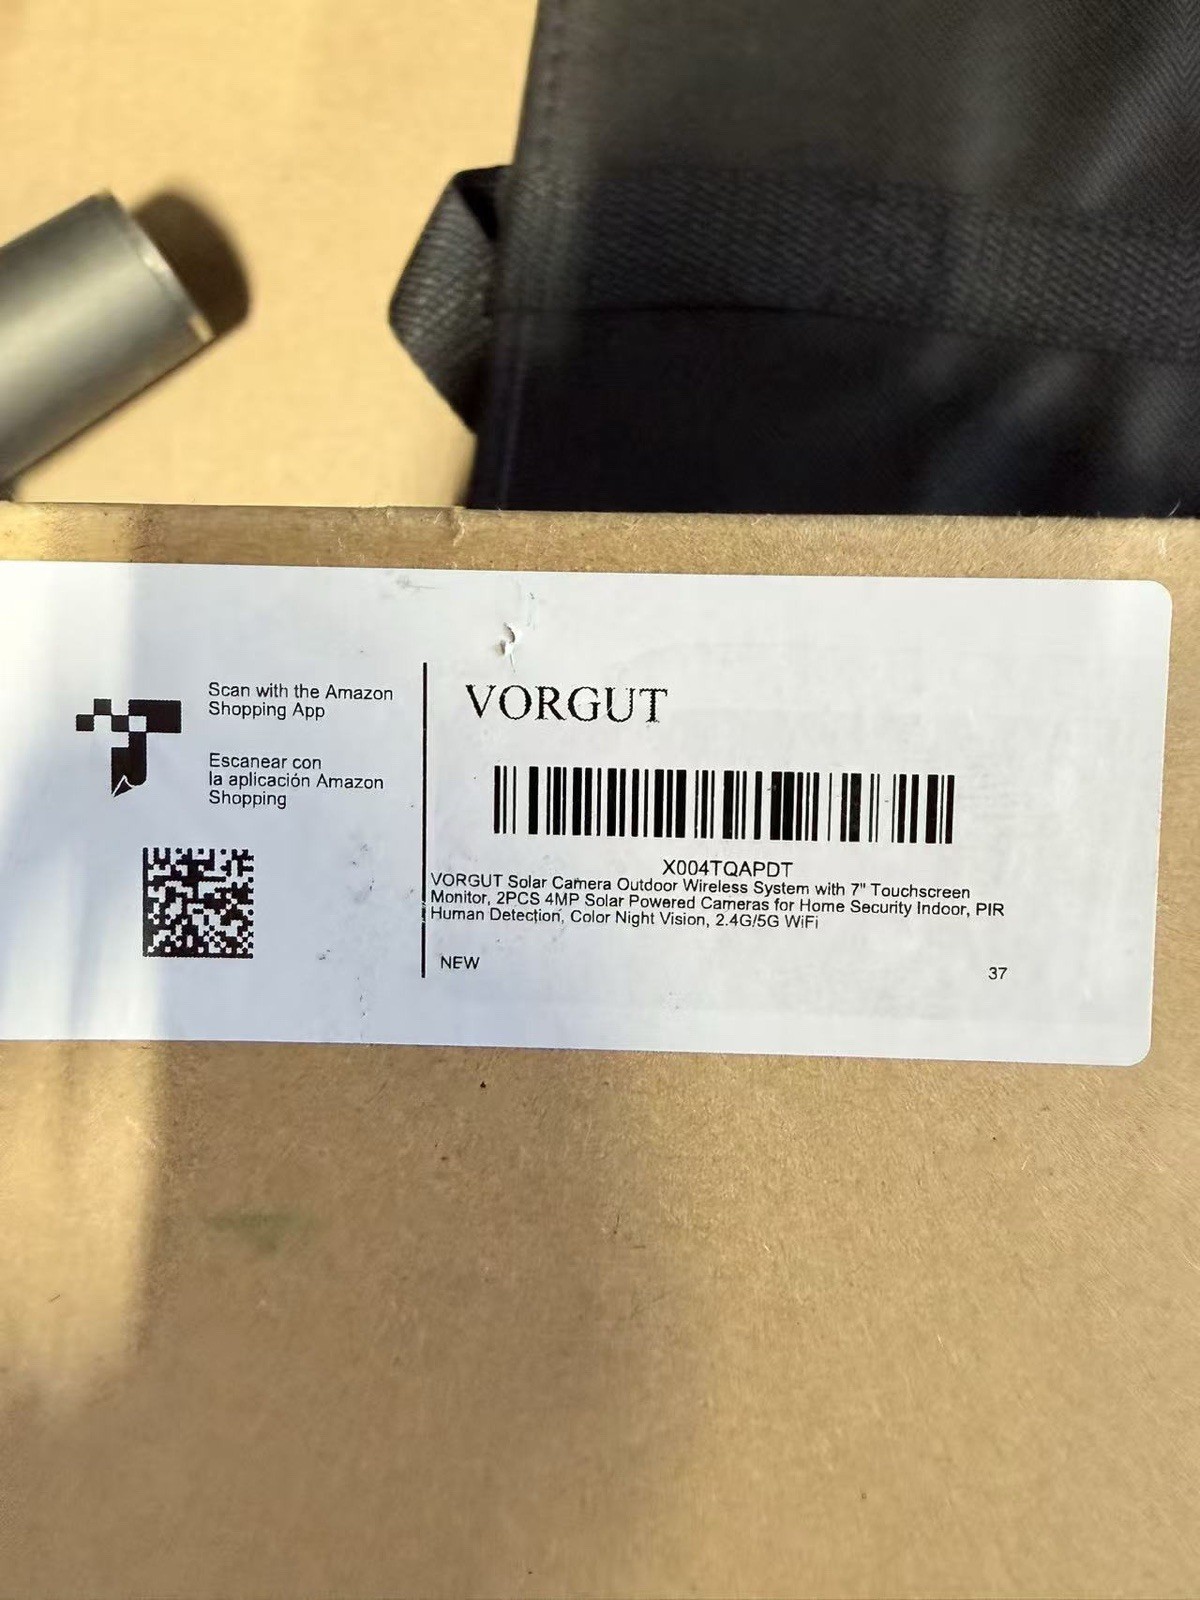 Scan with the Amazon
Shopping App
Escanear con
la aplicación Amazon
Shopping
VORGUT
X004TQAPDT
VORGUT Solar Camera Outdoor Wireless System with 7" Touchscreen
Monitor, 2PCS 4MP Solar Powered Cameras for Home Security Indoor, PIR
Human Detection, Color Night Vision, 2.4G/5G WiFi
NEW
37